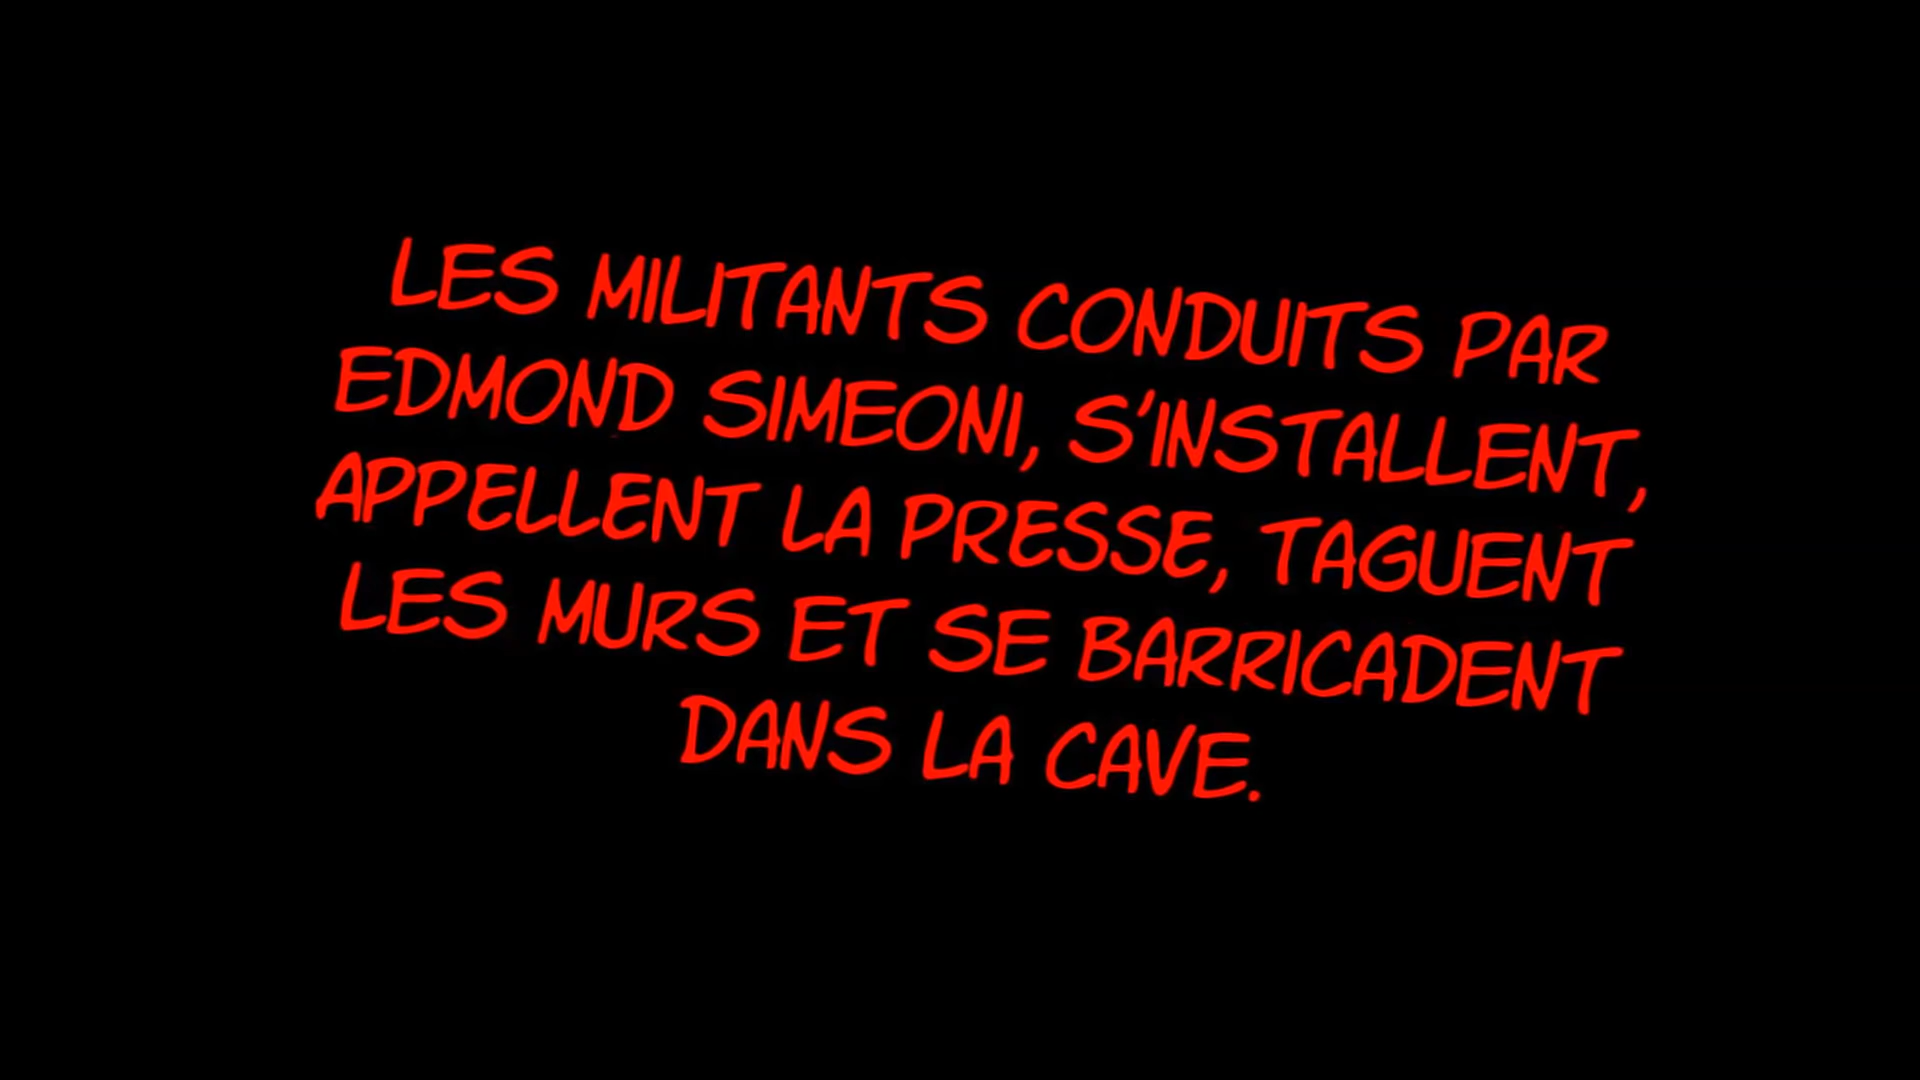 LES MILITANTS CONDUITS PAR
EDMOND SIMEONI, S'INSTALLENT,
APPELLENT LA PRESSE, TAGUENT
LES MURS ET SE BARRICADENT
DANS LA CAVE.